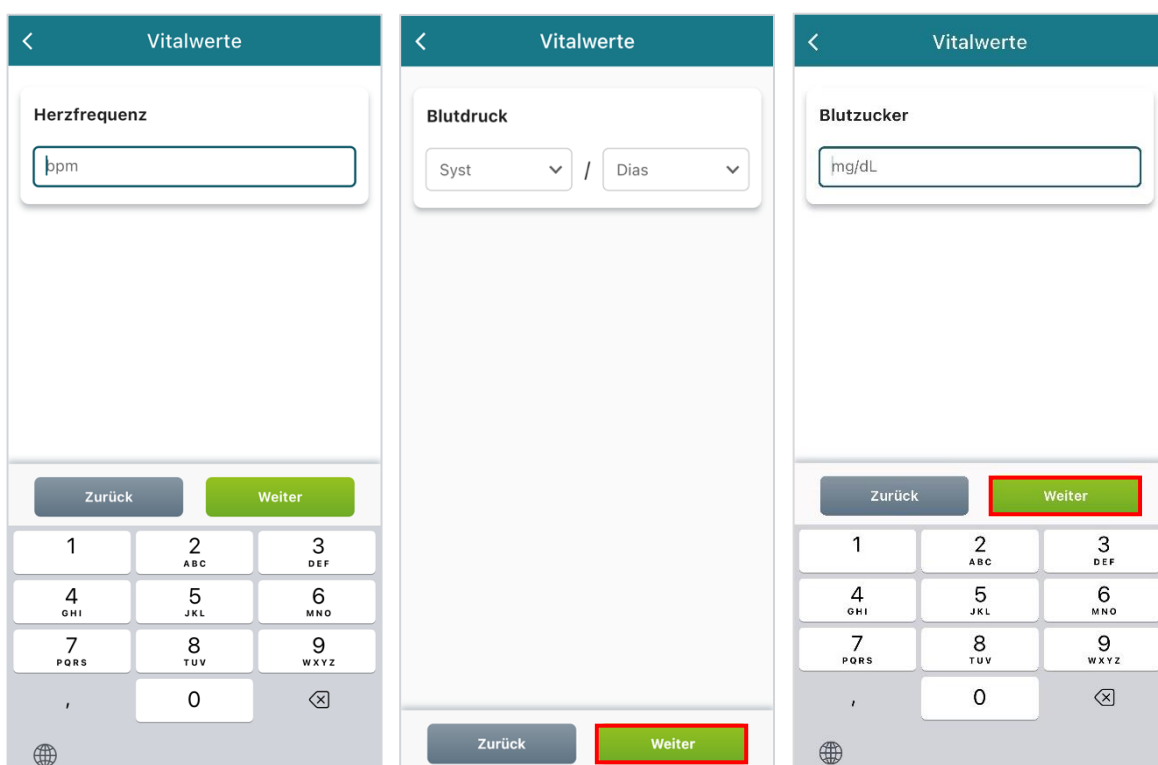 Vitalwerte
Herzfrequenz
bpm
Zurück Weiter
1 2 3
ABC DEF
4 5 6
GHI JKL MNO
7 8 9
PQRS TUV WXYZ
, 0
Vitalwerte
Blutdruck
Syst / Dias
Zurück Weiter
Vitalwerte
Blutzucker
mg/dL
Zurück Weiter
1 2 3
ABC DEF
4 5 6
GHI JKL MNO
7 8 9
PQRS TUV WXYZ
, 0